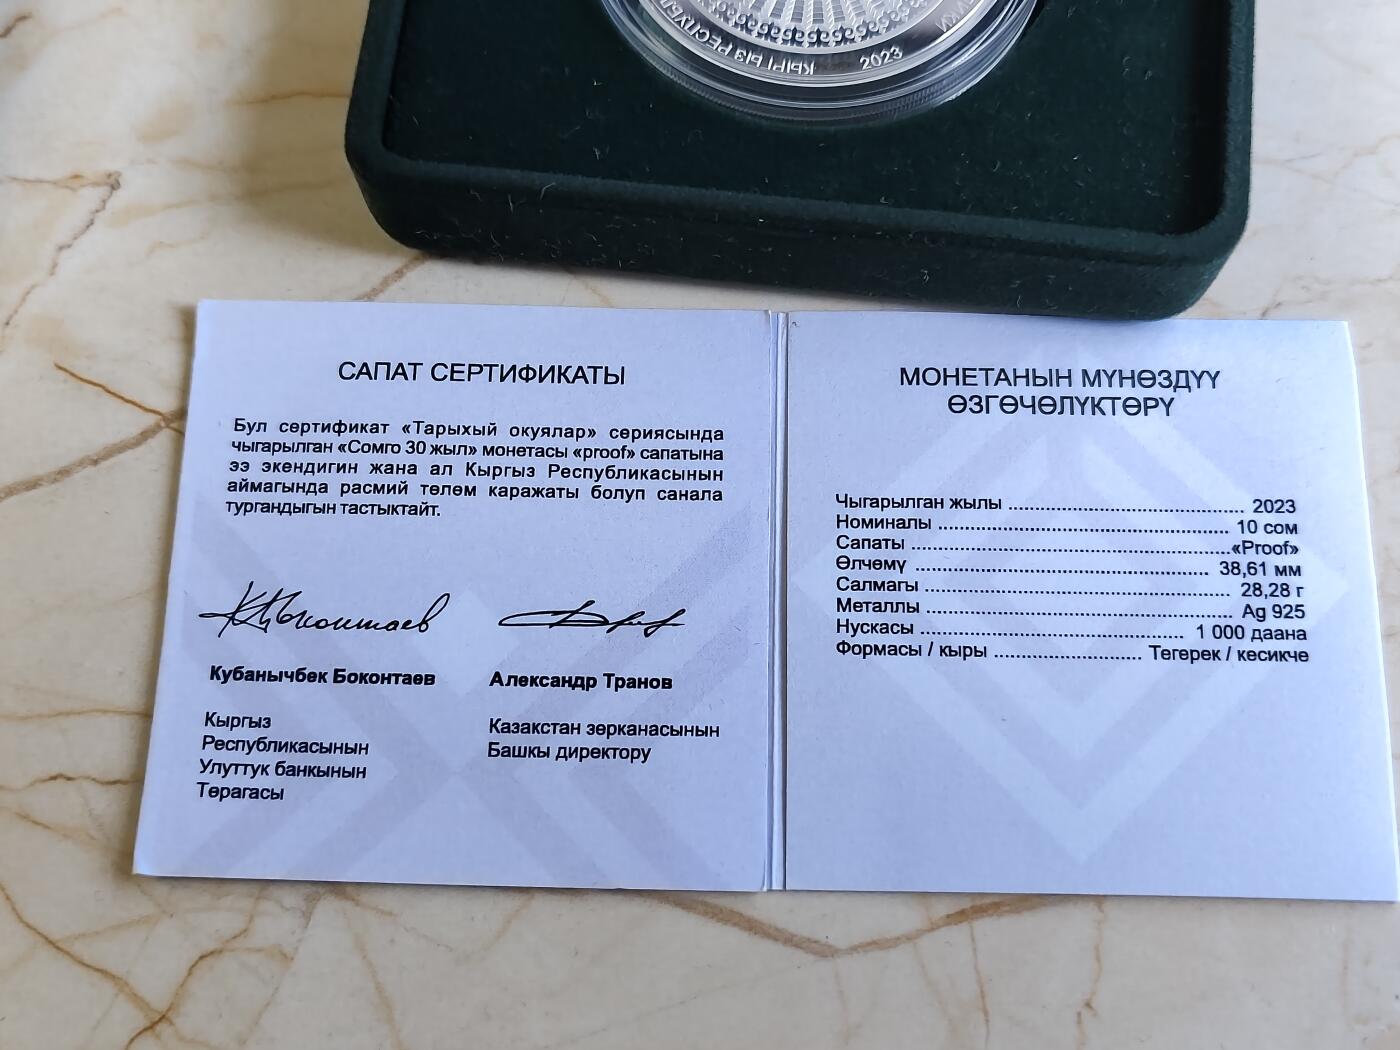 КЫРГЫЗ РЕСПУБЛ
2023
САПАТ СЕРТИФИКАТЫ
Бул сертификат «Тарыхый окуялар» сериясында
чыгарылган «Сомго 30 жыл» монетасы «proof» сапатына
ээ экендигин жана ал Кыргыз Республикасынын
аймагында расмий төлөм каражаты болуп санала
тургандыгын тастыктайт.
Кубанычбек Боконтаев
Кыргыз
Республикасынын
Улуттук банкынын
Төрагасы
Александр Транов
Казакстан зөрканасынын
Башкы директору
МОНЕТАНЫН МҮНӨЗДҮҮ
ӨЗГӨЧӨЛҮКТӨРҮ
Чыгарылган жылы ........................................ 2023
Номиналы .................................................. 10 сом
Сапаты ......................................................«Proof»
Өлчөмү .................................................. 38,61 мм
Салмагы ................................................... 28,28 г
Металлы ................................................... Ag 925
Нускасы ............................................ 1 000 даана
Формасы / кыры ......................... Тегерек / кесикче